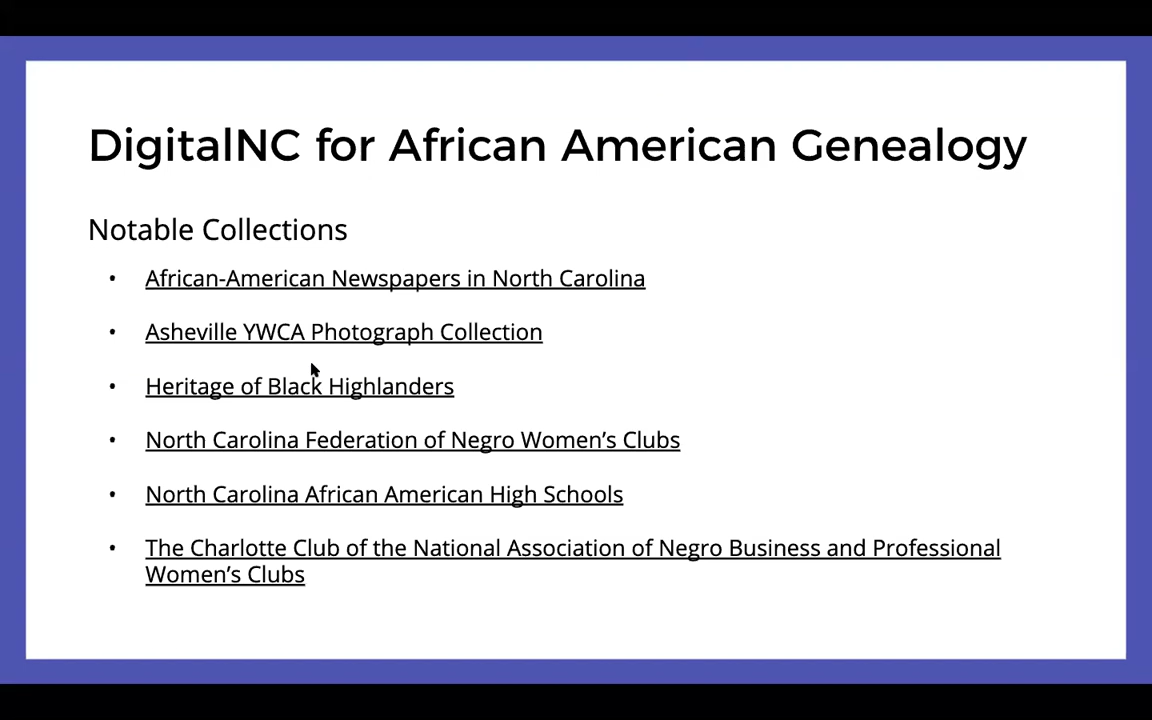 DigitalNC for African American Genealogy
Notable Collections
• African-American Newspapers in North Carolina
• Asheville YWCA Photograph Collection
• Heritage of Black Highlanders
• North Carolina Federation of Negro Women’s Clubs
• North Carolina African American High Schools
• The Charlotte Club of the National Association of Negro Business and Professional
Women’s Clubs